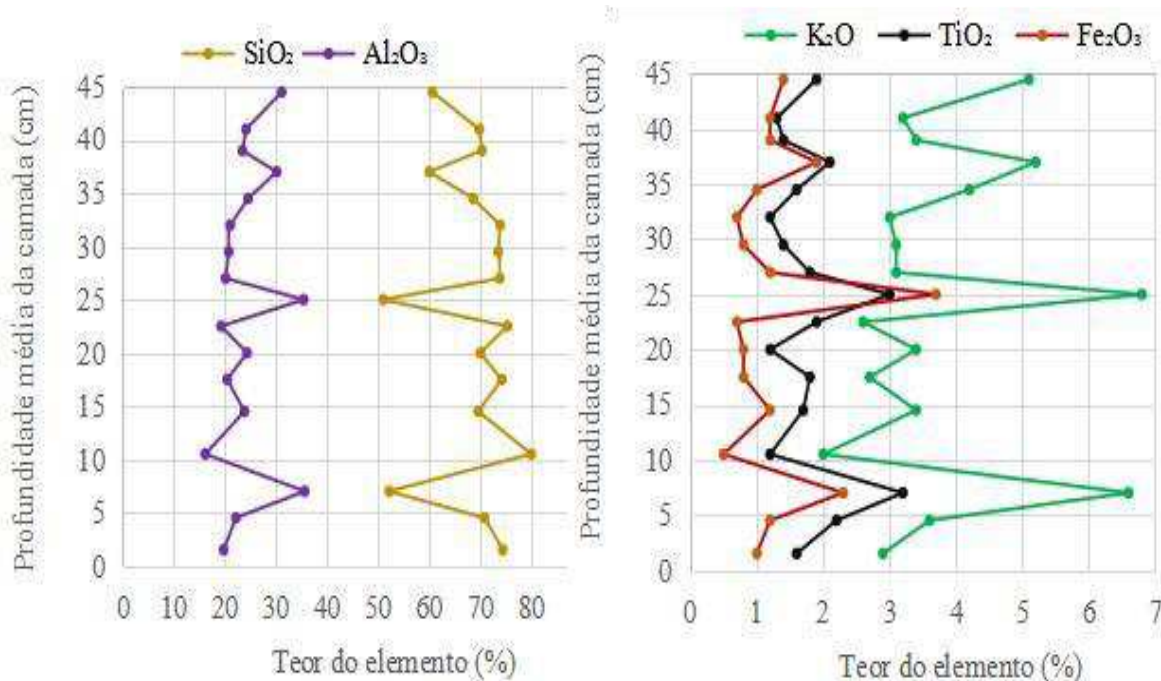 SiO₂ Al₂O₃
Profundidade média da camada (cm)
45
40
35
30
25
20
15
10
5
0
0 10 20 30 40 50 60 70 80
Teor do elemento (%)
K₂O TiO₂ Fe₂O₃
Profundidade média da camada (cm)
45
40
35
30
25
20
15
10
5
0
0 1 2 3 4 5 6 7
Teor do elemento (%)